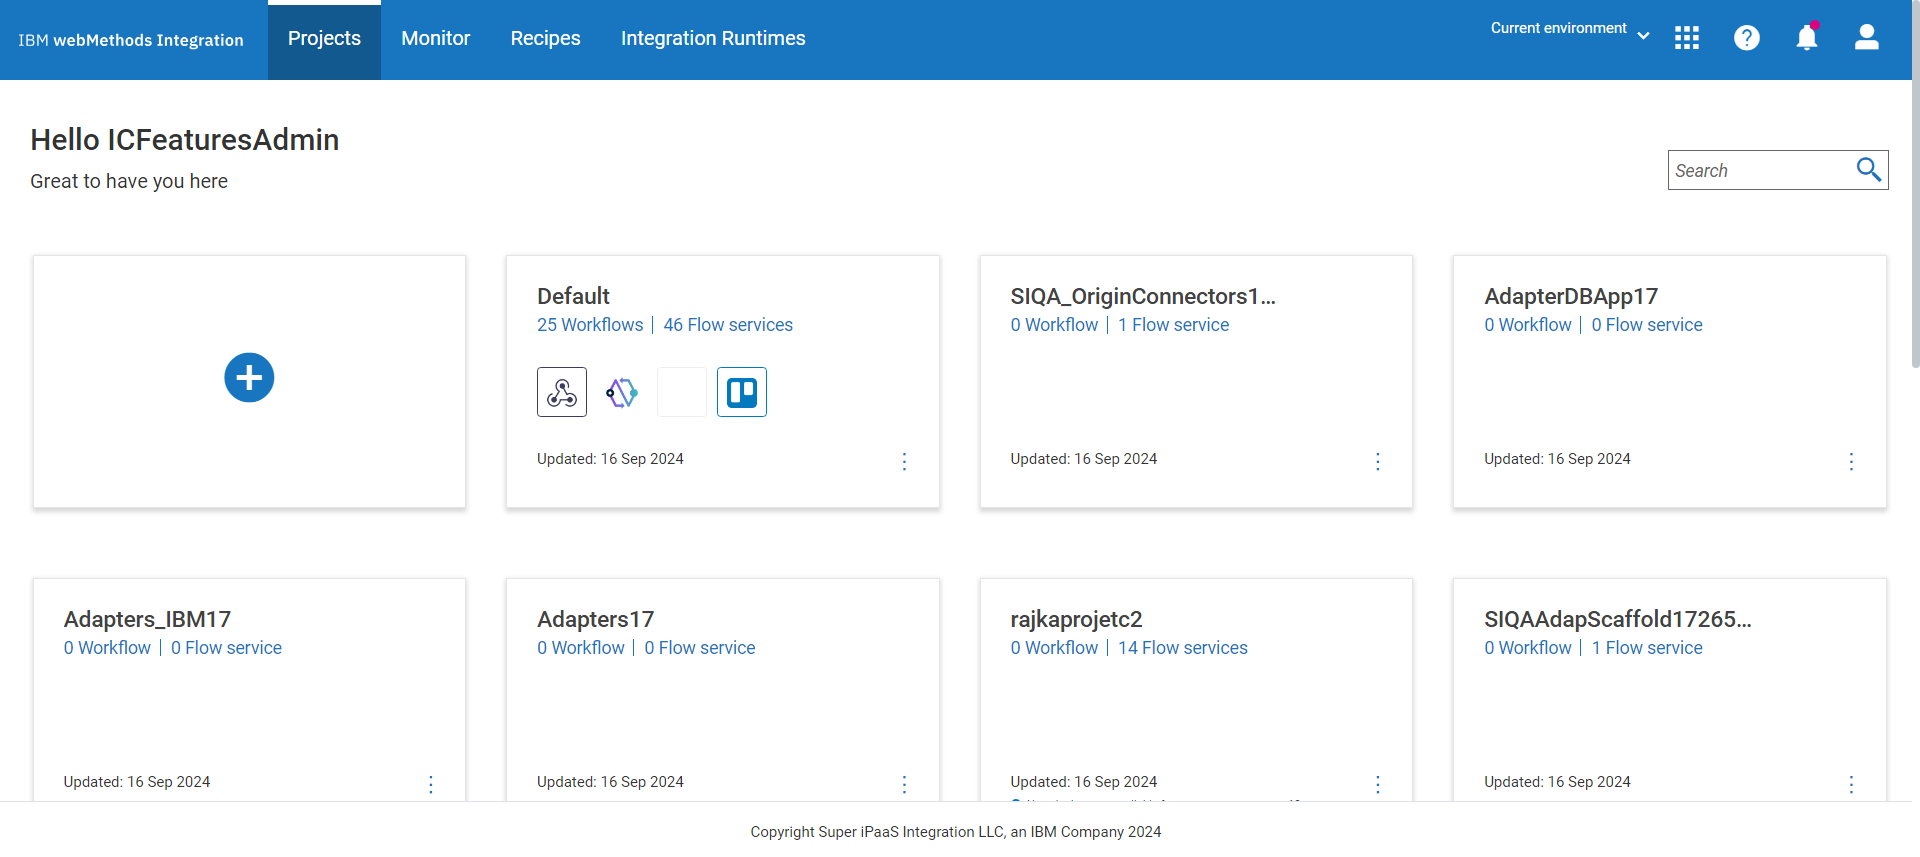 IBM webMethods Integration
Projects
Monitor
Recipes
Integration Runtimes
Current environment
Hello ICFeaturesAdmin
Great to have you here
Search
Default
25 Workflows | 46 Flow services
Updated: 16 Sep 2024
SIQA_OriginConnectors1...
0 Workflow | 1 Flow service
Updated: 16 Sep 2024
AdapterDBApp17
0 Workflow | 0 Flow service
Updated: 16 Sep 2024
Adapters_IBM17
0 Workflow | 0 Flow service
Updated: 16 Sep 2024
Adapters17
0 Workflow | 0 Flow service
Updated: 16 Sep 2024
rajkaprojetc2
0 Workflow | 14 Flow services
Updated: 16 Sep 2024
SIQAAdapScaffold17265...
0 Workflow | 1 Flow service
Updated: 16 Sep 2024
Copyright Super iPaaS Integration LLC, an IBM Company 2024